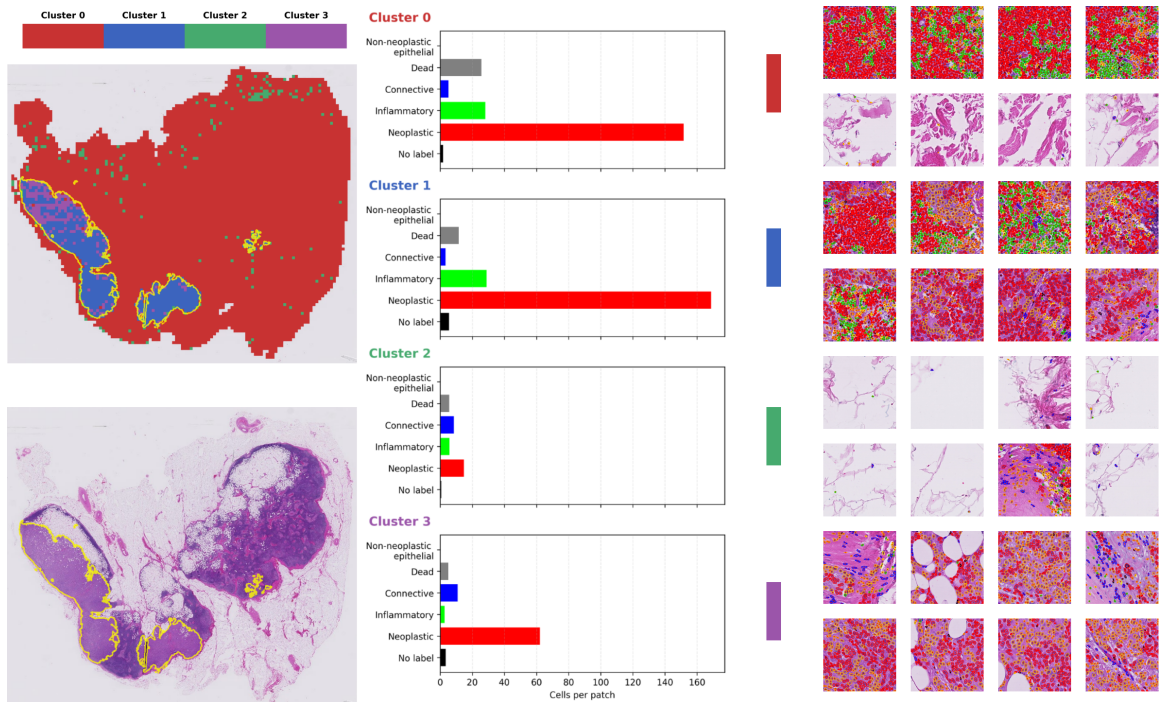 Cluster 0 Cluster 1 Cluster 2 Cluster 3
Cluster 0
Non-neoplastic
epithelial
Dead
Connective
Inflammatory
Neoplastic
No label
Cluster 1
Non-neoplastic
epithelial
Dead
Connective
Inflammatory
Neoplastic
No label
Cluster 2
Non-neoplastic
epithelial
Dead
Connective
Inflammatory
Neoplastic
No label
Cluster 3
Non-neoplastic
epithelial
Dead
Connective
Inflammatory
Neoplastic
No label
0 20 40 60 80 100 120 140 160
Cells per patch